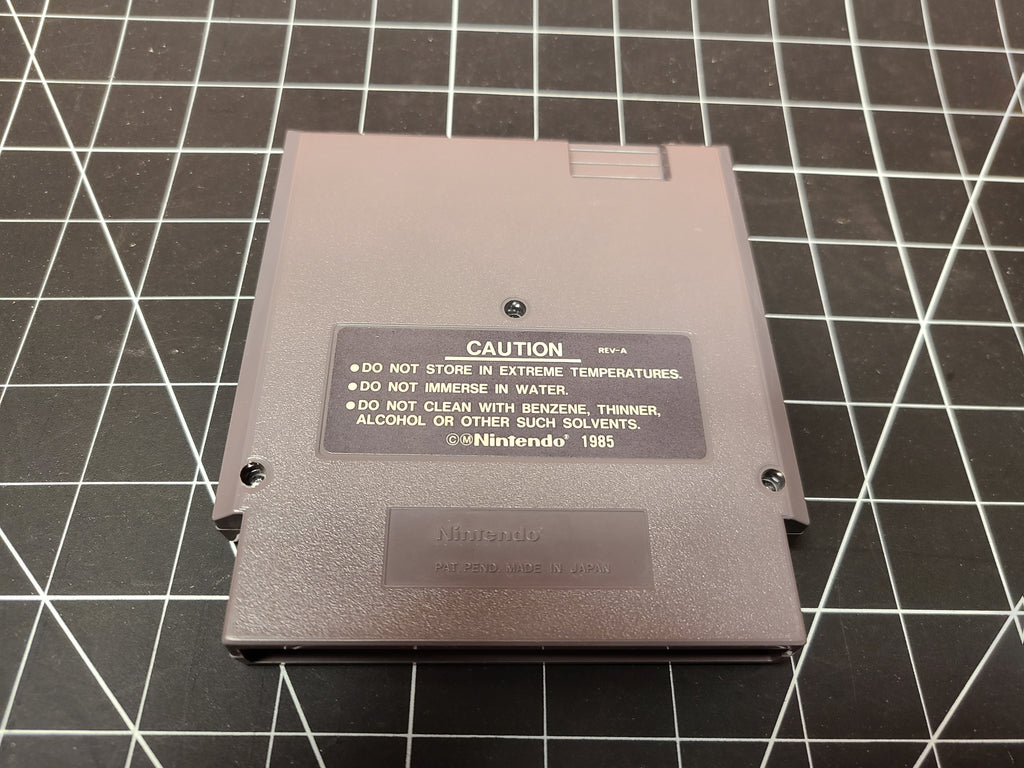 CAUTION REV-A
●DO NOT STORE IN EXTREME TEMPERATURES.
●DO NOT IMMERSE IN WATER.
●DO NOT CLEAN WITH BENZENE, THINNER,
ALCOHOL OR OTHER SUCH SOLVENTS.
©ⓂNintendo® 1985
Nintendo®
PAT. PEND. MADE IN JAPAN